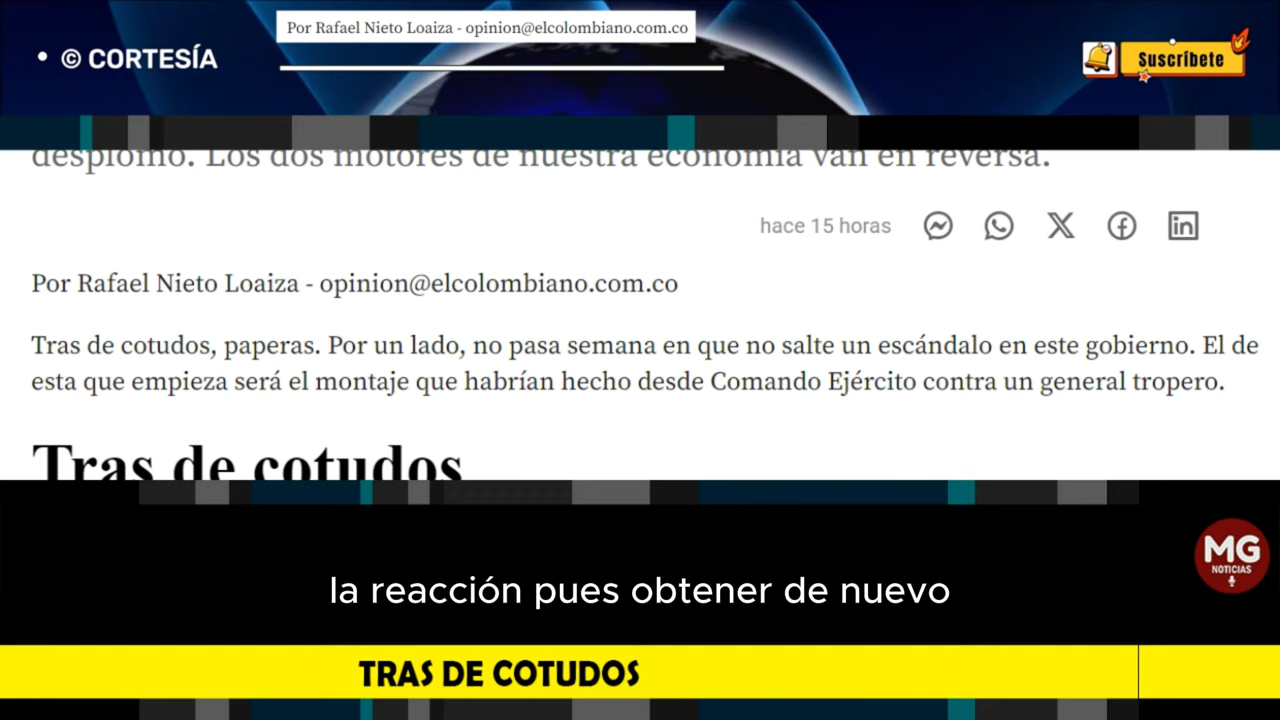 Por Rafael Nieto Loaiza - opinion@elcolombiano.com.co
• © CORTESÍA
Suscríbete
desplomó. Los dos motores de nuestra economía van en reversa.
hace 15 horas
Por Rafael Nieto Loaiza - opinion@elcolombiano.com.co
Tras de cotudos, paperas. Por un lado, no pasa semana en que no salte un escándalo en este gobierno. El de
esta que empieza será el montaje que habrían hecho desde Comando Ejército contra un general tropero.
Tras de cotudos
MG
NOTICIAS
la reacción pues obtener de nuevo
TRAS DE COTUDOS